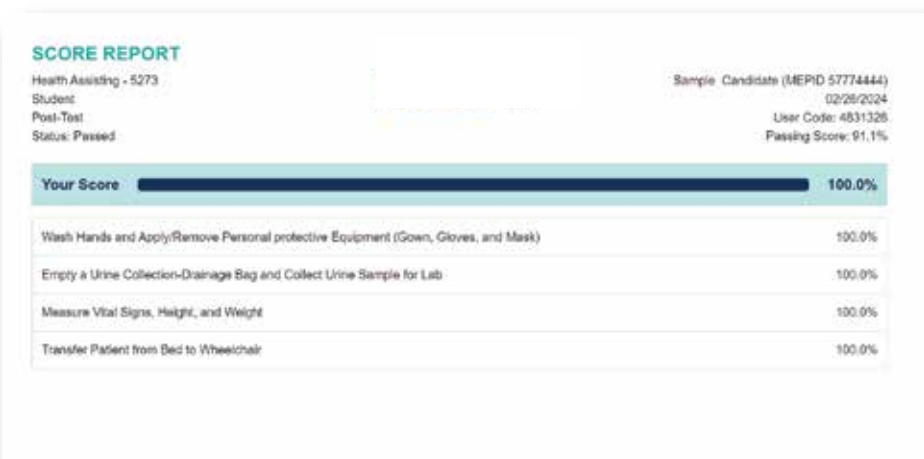 SCORE REPORT
Health Assisting - 5273
Student
Post-Test
Status: Passed
Sample Candidate (MEPID 57774444)
02/26/2024
User Code: 4831326
Passing Score: 91.1%
Your Score 100.0%
Wash Hands and Apply/Remove Personal protective Equipment (Gown, Gloves, and Mask) 100.0%
Empty a Urine Collection-Drainage Bag and Collect Urine Sample for Lab 100.0%
Measure Vital Signs, Height, and Weight 100.0%
Transfer Patient from Bed to Wheelchair 100.0%